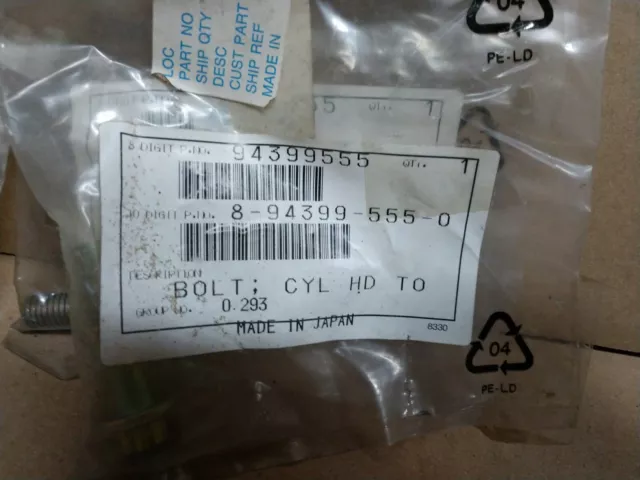 LOC
PART NO
SHIP QTY
DESC
CUST PART
SHIP REF
MADE IN
04
PE-LD
8 DIGIT P.No. 94399555 QTY. 1
10 DIGIT P.No. 8-94399-555-0
DESCRIPTION
BOLT; CYL HD TO
GROUP NO. 0.293
MADE IN JAPAN
8330
04
PE-LD